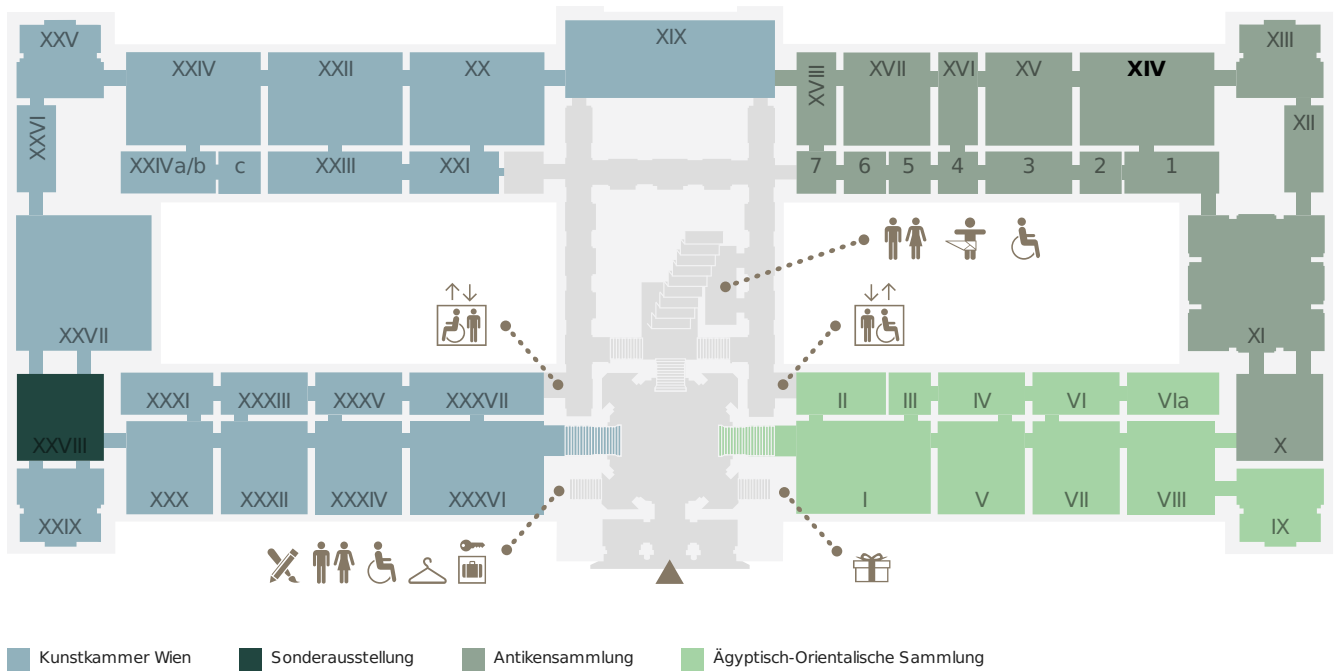 XXV
XXIV
XXII
XX
XIX
XVIII
XVII
XVI
XV
XIV
XIII
XXVI
XII
XXIVa/b
c
XXIII
XXI
7
6
5
4
3
2
1
XXVII
XI
XXXI
XXXIII
XXXV
XXXVII
II
III
IV
VI
VIa
XXVIII
X
XXX
XXXII
XXXIV
XXXVI
I
V
VII
VIII
XXIX
IX
Kunstkammer Wien
Sonderausstellung
Antikensammlung
Ägyptisch-Orientalische Sammlung